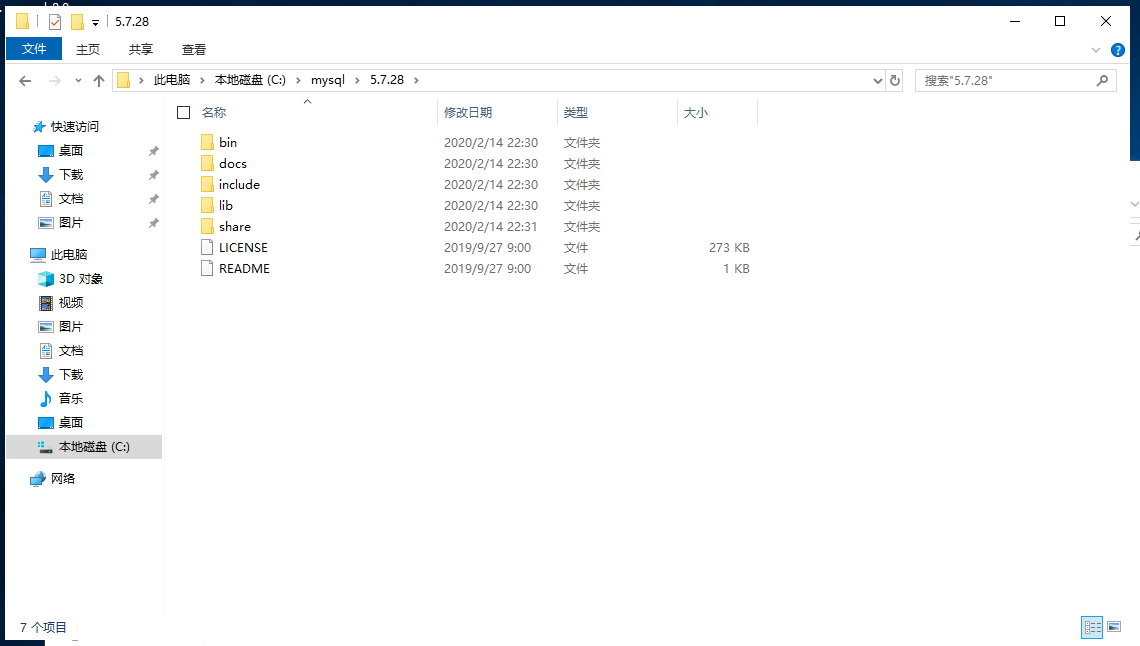 5.7.28
文件 主页 共享 查看
此电脑 本地磁盘 (C:) mysql 5.7.28 搜索"5.7.28"
名称 修改日期 类型 大小
快速访问
桌面
下载
文档
图片
此电脑
3D 对象
视频
图片
文档
下载
音乐
桌面
本地磁盘 (C:)
网络
bin 2020/2/14 22:30 文件夹
docs 2020/2/14 22:30 文件夹
include 2020/2/14 22:30 文件夹
lib 2020/2/14 22:30 文件夹
share 2020/2/14 22:31 文件夹
LICENSE 2019/9/27 9:00 文件 273 KB
README 2019/9/27 9:00 文件 1 KB
7 个项目